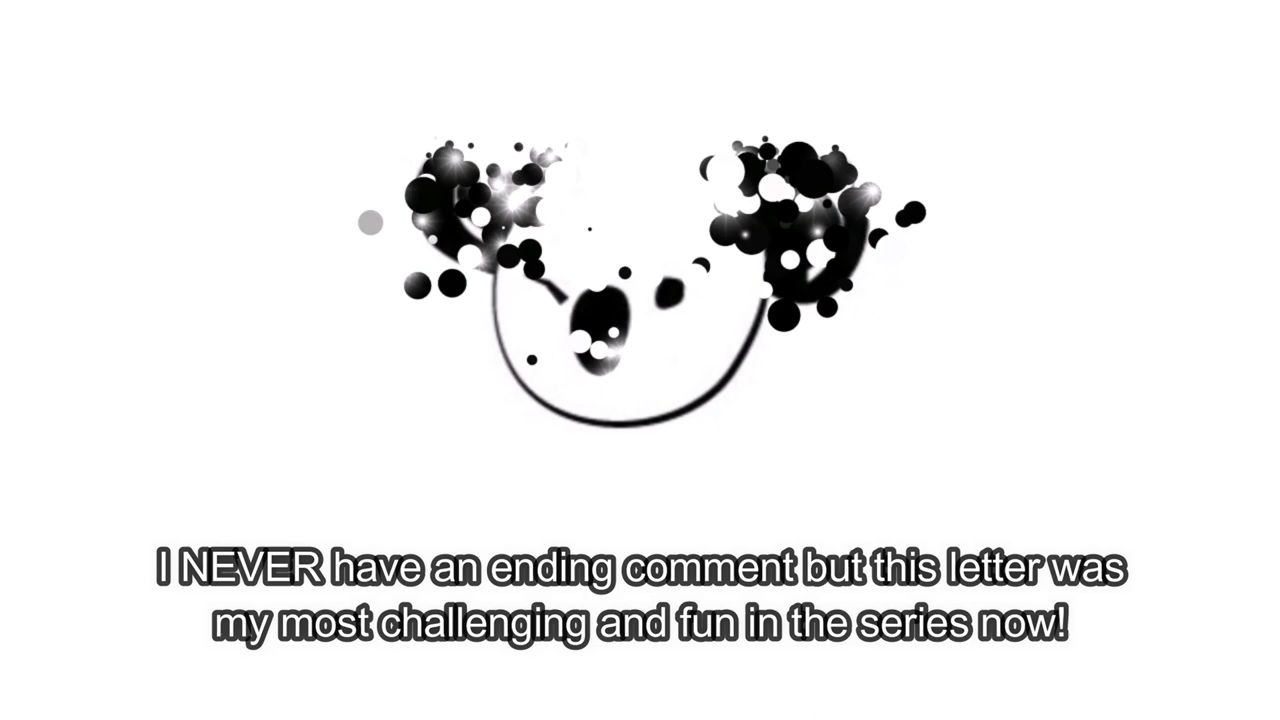 I NEVER have an ending comment but this letter was
my most challenging and fun in the series now!